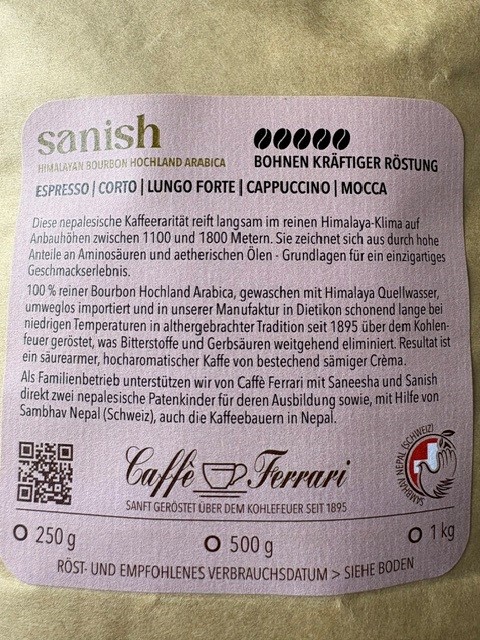 sanish
HIMALAYAN BOURBON HOCHLAND ARABICA
BOHNEN KRÄFTIGER RÖSTUNG
ESPRESSO | CORTO | LUNGO FORTE | CAPPUCCINO | MOCCA
Diese nepalesische Kaffeerarität reift langsam im reinen Himalaya-Klima auf
Anbauhöhen zwischen 1100 und 1800 Metern. Sie zeichnet sich aus durch hohe
Anteile an Aminosäuren und aetherischen Ölen - Grundlagen für ein einzigartiges
Geschmackserlebnis.
100 % reiner Bourbon Hochland Arabica, gewaschen mit Himalaya Quellwasser,
umweglos importiert und in unserer Manufaktur in Dietikon schonend lange bei
niedrigen Temperaturen in althergebrachter Tradition seit 1895 über dem Kohlen-
feuer geröstet, was Bitterstoffe und Gerbsäuren weitgehend eliminiert. Resultat ist
ein säurearmer, hocharomatischer Kaffe von bestechend sämiger Crèma.
Als Familienbetrieb unterstützen wir von Caffè Ferrari mit Saneesha und Sanish
direkt zwei nepalesische Patenkinder für deren Ausbildung sowie, mit Hilfe von
Sambhav Nepal (Schweiz), auch die Kaffeebauern in Nepal.
Caffè Ferrari
SANFT GERÖSTET ÜBER DEM KOHLEFEUER SEIT 1895
SAMBHAV NEPAL (SCHWEIZ)
250 g
500 g
1 kg
RÖST- UND EMPFOHLENES VERBRAUCHSDATUM > SIEHE BODEN